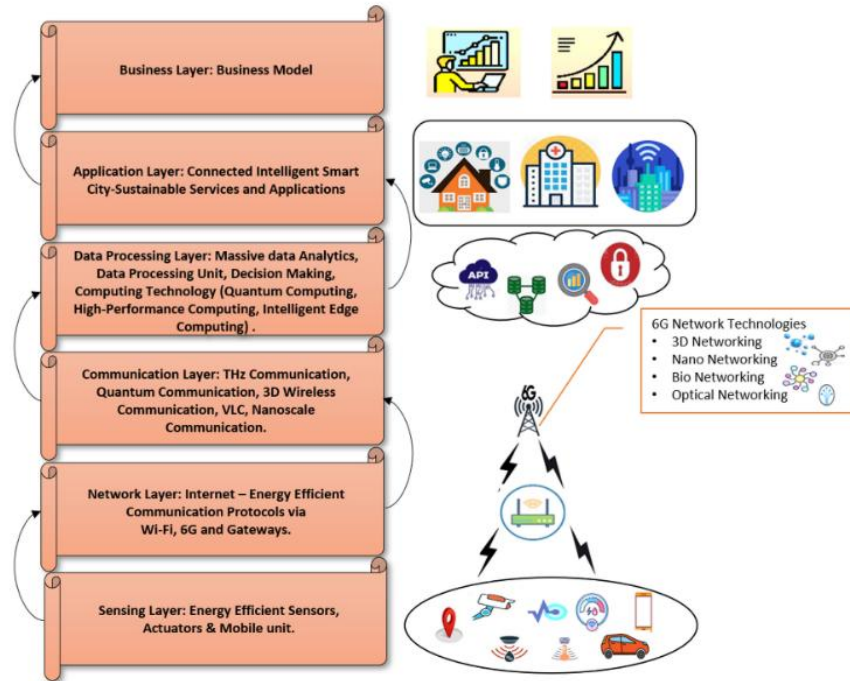 Business Layer: Business Model
Application Layer: Connected Intelligent Smart
City-Sustainable Services and Applications
Data Processing Layer: Massive data Analytics,
Data Processing Unit, Decision Making,
Computing Technology (Quantum Computing,
High-Performance Computing, Intelligent Edge
Computing) .
API
Communication Layer: THz Communication,
Quantum Communication, 3D Wireless
Communication, VLC, Nanoscale
Communication.
6G Network Technologies
• 3D Networking
• Nano Networking
• Bio Networking
• Optical Networking
6G
Network Layer: Internet – Energy Efficient
Communication Protocols via
Wi-Fi, 6G and Gateways.
Sensing Layer: Energy Efficient Sensors,
Actuators & Mobile unit.